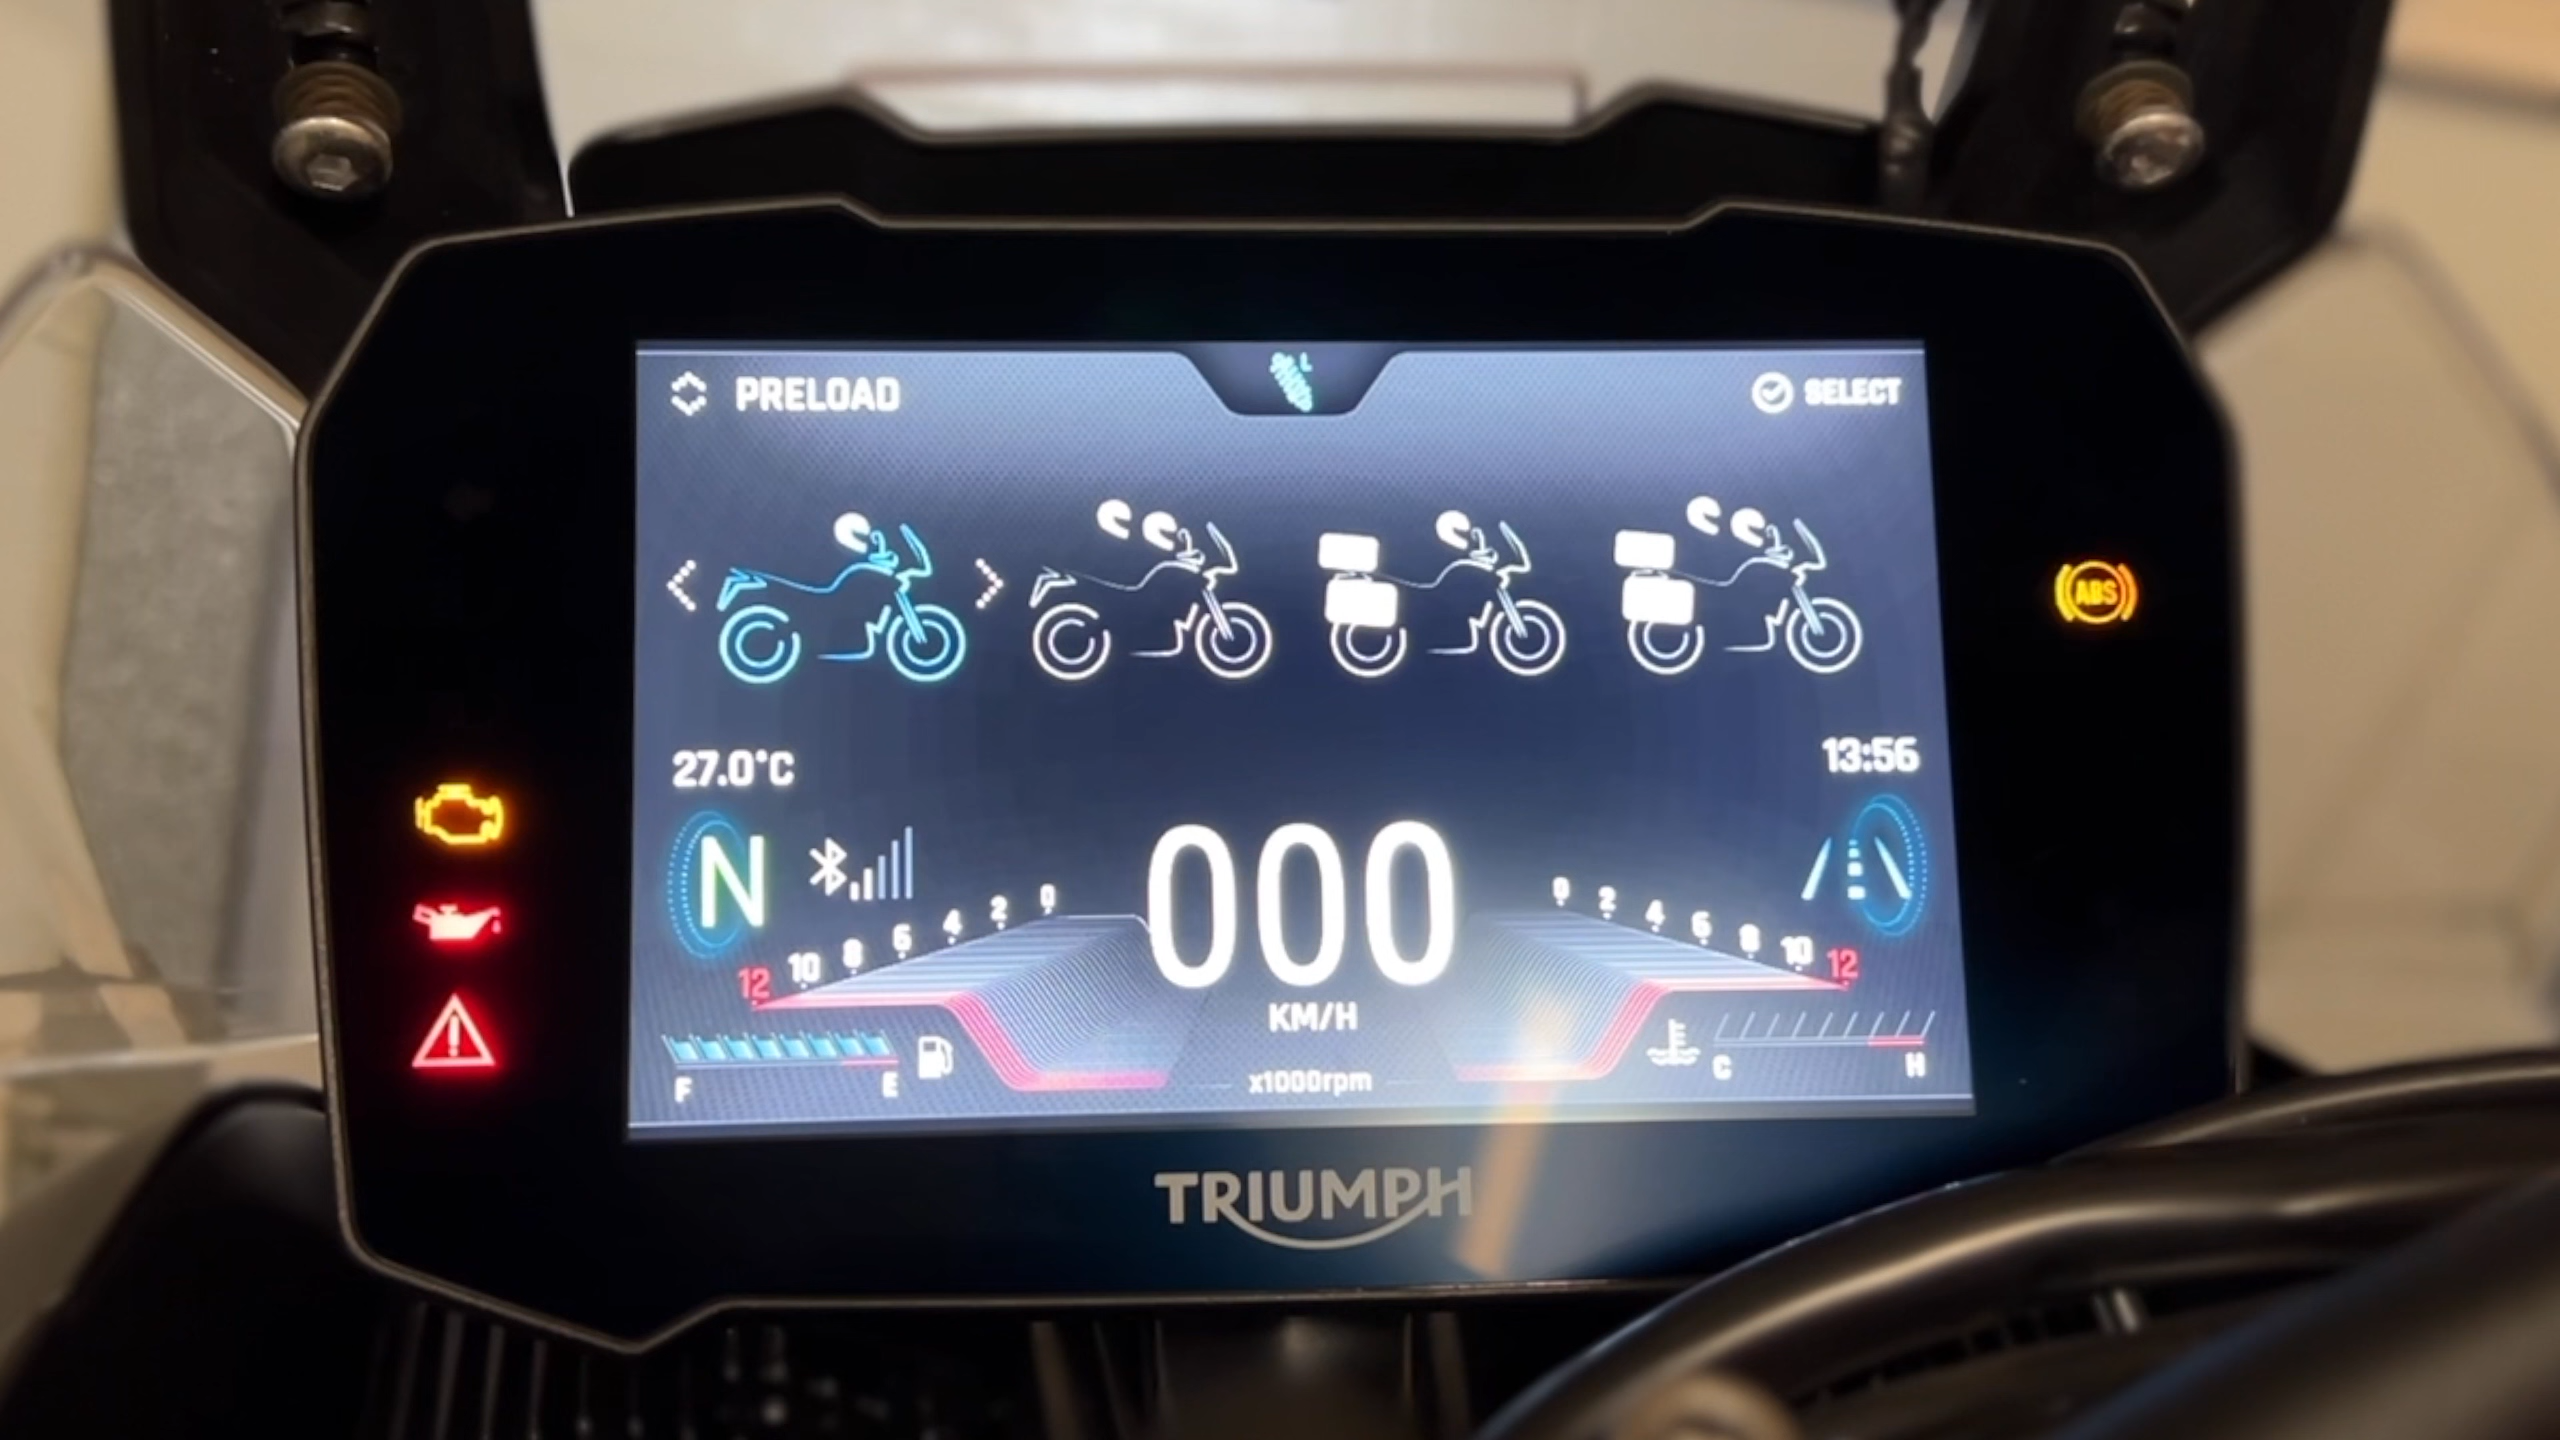 PRELOAD
SELECT
27.0°C
13:56
N
000
0 2 4 6 8 10 12
12 10 8 6 4 2 0
KM/H
x1000rpm
F E
C H
ABS
TRIUMPH